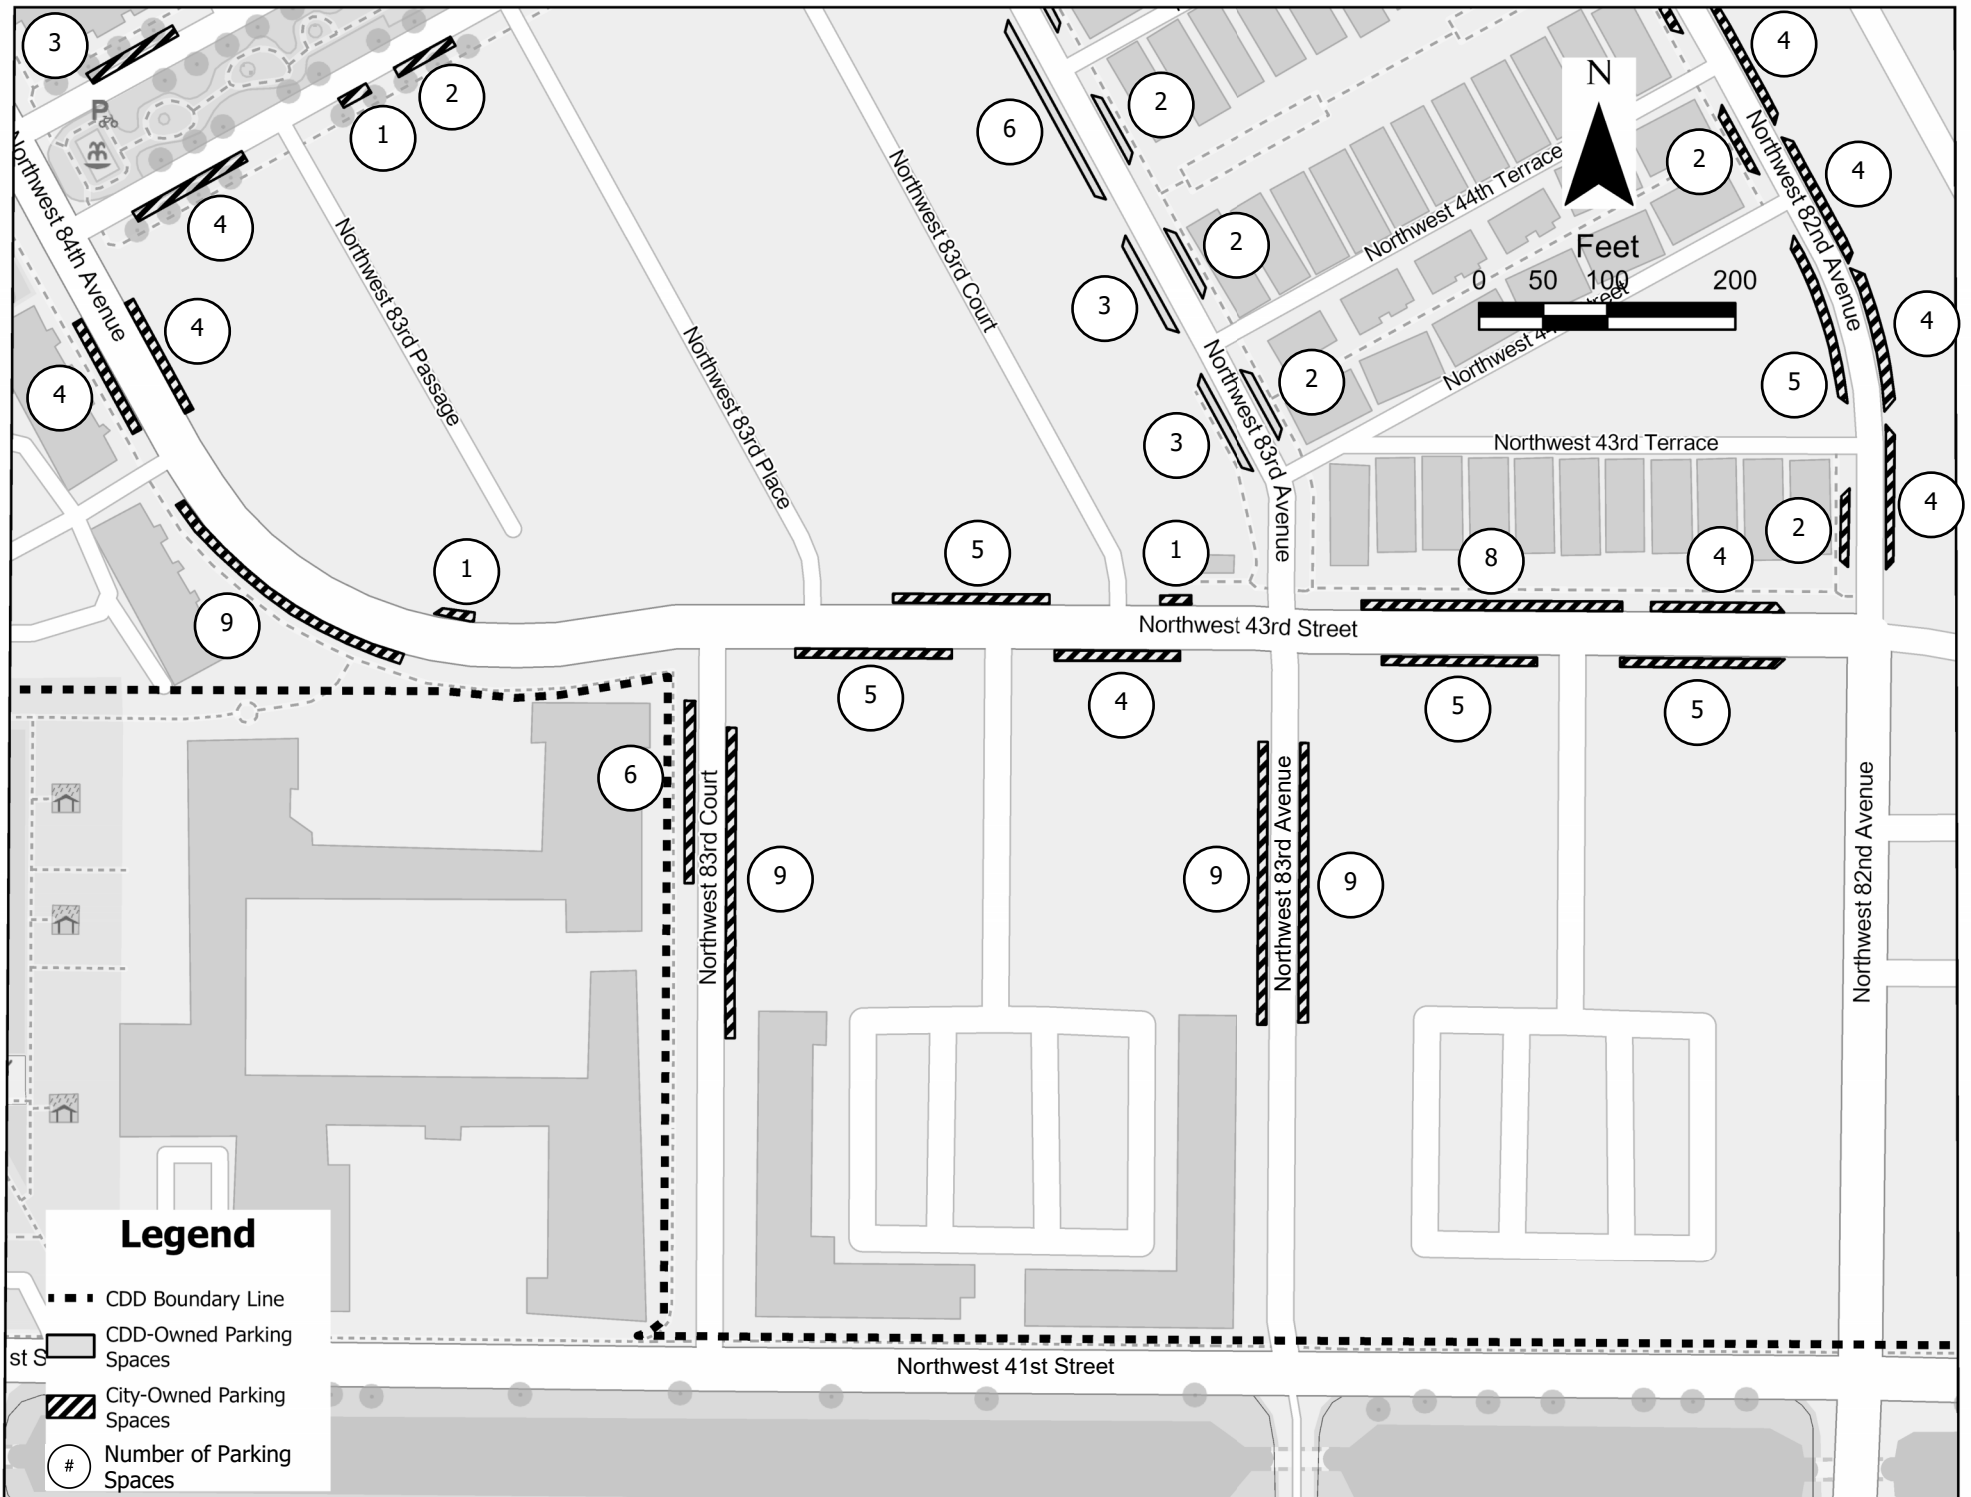 3
2
1
4
4
4
9
1
6
2
2
3
2
3
5
1
4
4
4
4
2
5
2
8
4
5
4
5
5
6
9
9
9
N
Feet
0 50 100 200
Northwest 84th Avenue
Northwest 83rd Passage
Northwest 83rd Place
Northwest 83rd Court
Northwest 83rd Avenue
Northwest 44th Terrace
Northwest 82nd Avenue
Northwest 43rd Terrace
Northwest 43rd Street
Northwest 83rd Court
Northwest 83rd Avenue
Northwest 82nd Avenue
Northwest 41st Street
st S
P
Legend
CDD Boundary Line
CDD-Owned Parking
Spaces
City-Owned Parking
Spaces
#
Number of Parking
Spaces